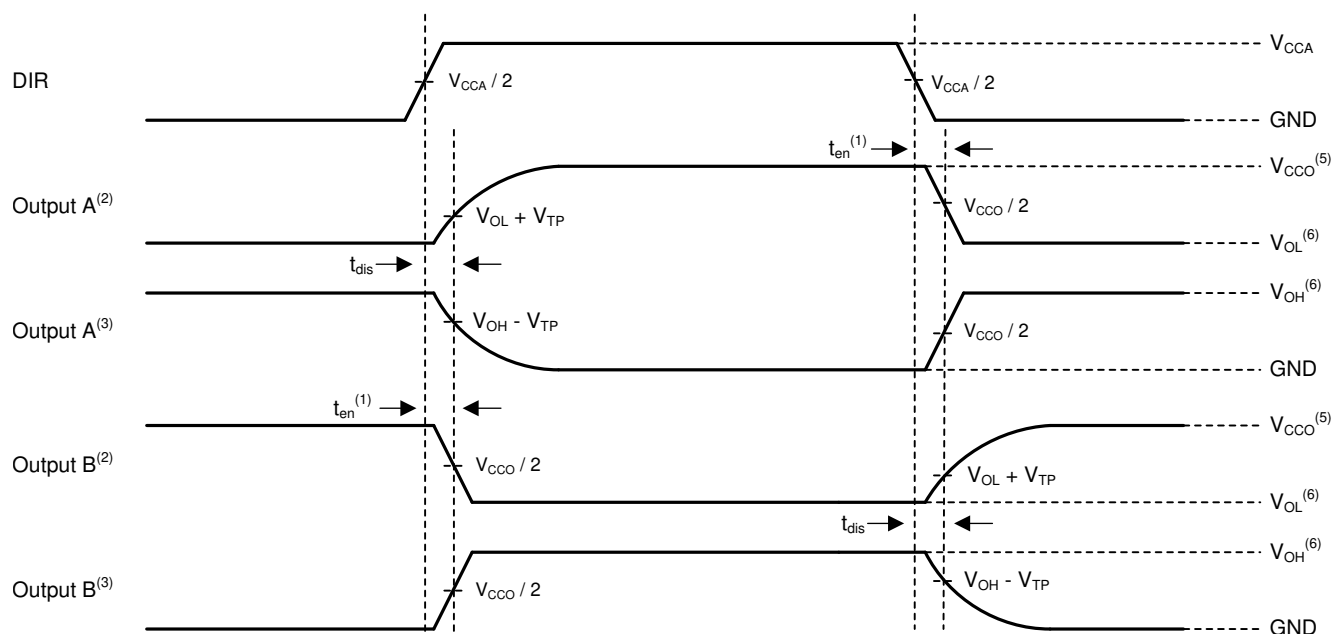 V_CCA
DIR
V_CCA / 2
V_CCA / 2
GND
t_en^(1)
V_CCO^(5)
Output A^(2)
V_OL + V_TP
V_CCO / 2
V_OL^(6)
t_dis
V_OH^(6)
Output A^(3)
V_OH - V_TP
V_CCO / 2
GND
t_en^(1)
V_CCO^(5)
Output B^(2)
V_CCO / 2
V_OL + V_TP
V_OL^(6)
t_dis
V_OH^(6)
Output B^(3)
V_CCO / 2
V_OH - V_TP
GND